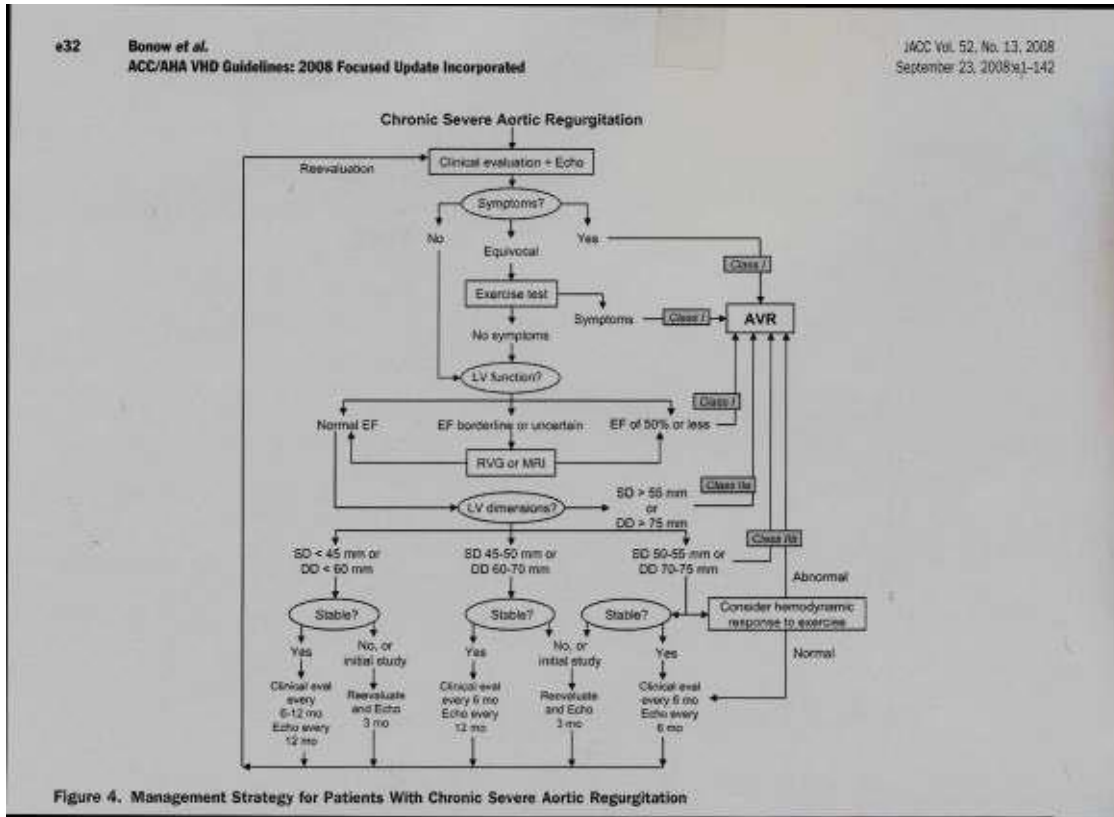 e32
Bonow et al.
ACC/AHA VHD Guidelines: 2008 Focused Update Incorporated
JACC Vol. 52, No. 13, 2008
September 23, 2008:e1–142
Chronic Severe Aortic Regurgitation
Clinical evaluation + Echo
Reevaluation
Symptoms?
No
Equivocal
Yes
Class I
Exercise test
Symptoms
Class I
AVR
No symptoms
LV function?
Class I
Normal EF
EF borderline or uncertain
EF of 50% or less
RVG or MRI
Class IIa
LV dimensions?
SD > 55 mm
or
DD > 75 mm
Class IIb
SD < 45 mm or
DD < 60 mm
SD 45-50 mm or
DD 60-70 mm
SD 50-55 mm or
DD 70-75 mm
Abnormal
Stable?
Stable?
Stable?
Consider hemodynamic
response to exercise
Normal
Yes
No, or
initial study
Yes
No, or
initial study
Yes
Clinical eval
every
6-12 mo
Echo every
12 mo
Reevaluate
and Echo
3 mo
Clinical eval
every 6 mo
Echo every
12 mo
Reevaluate
and Echo
3 mo
Clinical eval
every 6 mo
Echo every
6 mo
Figure 4. Management Strategy for Patients With Chronic Severe Aortic Regurgitation